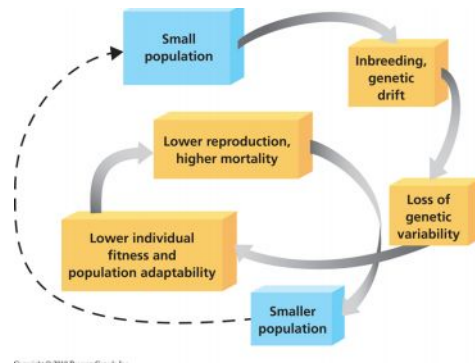 Small
population
Inbreeding,
genetic
drift
Lower reproduction,
higher mortality
Loss of
genetic
variability
Lower individual
fitness and
population adaptability
Smaller
population